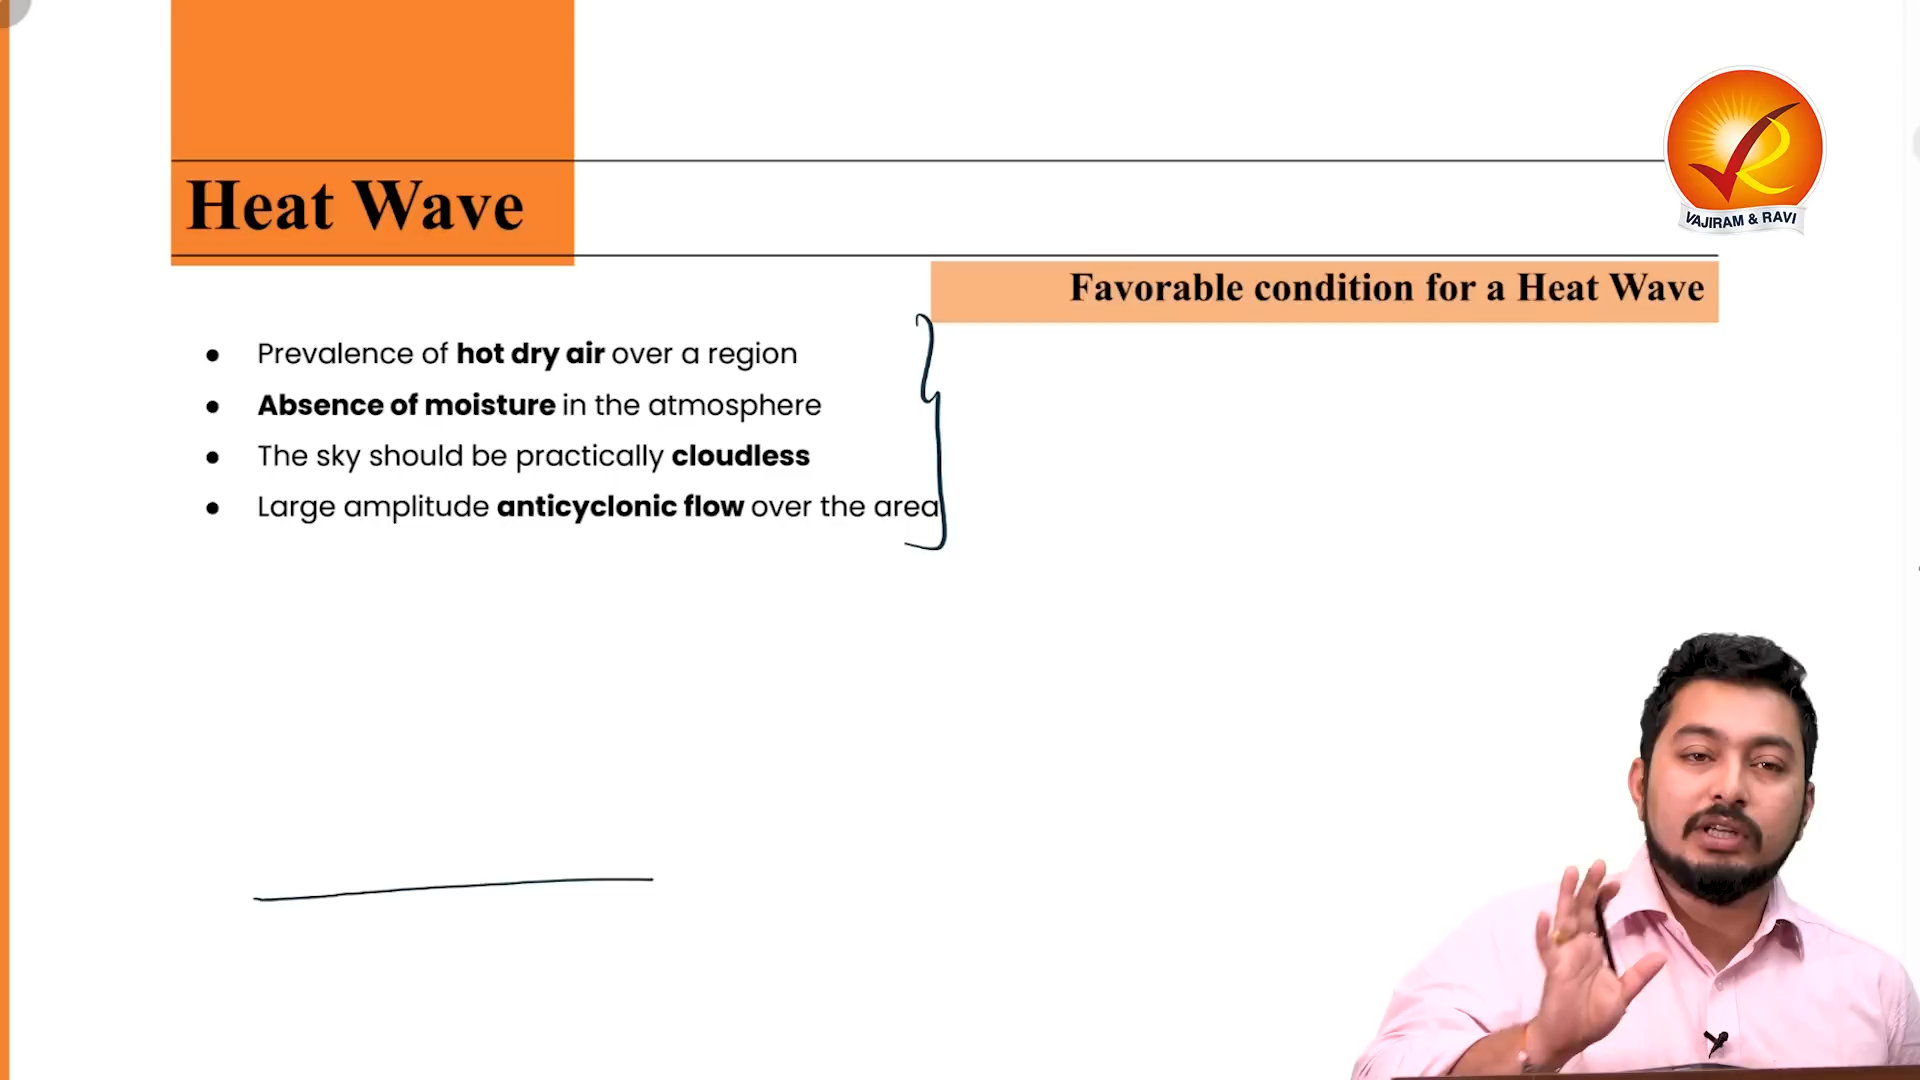 VAJIRAM & RAVI
Heat Wave
Favorable condition for a Heat Wave
● Prevalence of hot dry air over a region
● Absence of moisture in the atmosphere
● The sky should be practically cloudless
● Large amplitude anticyclonic flow over the area